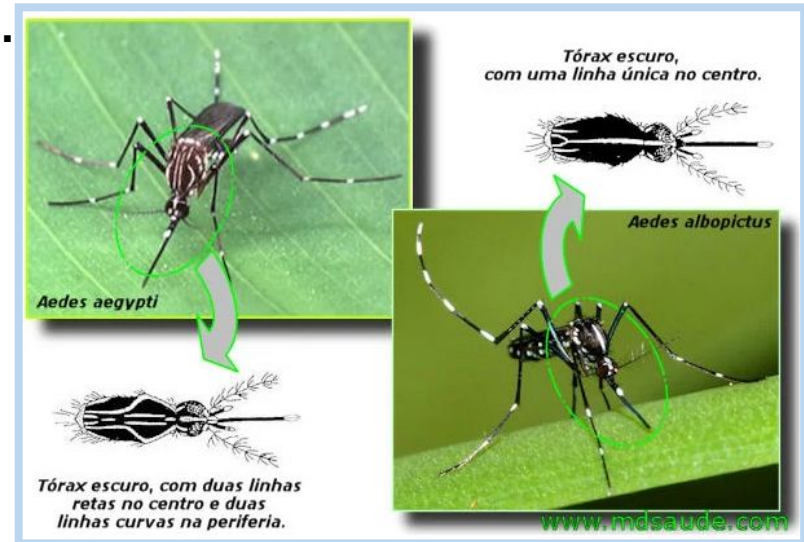 Tórax escuro,
com uma linha única no centro.
Aedes albopictus
Aedes aegypti
Tórax escuro, com duas linhas
retas no centro e duas
linhas curvas na periferia.
www.mdsaude.com